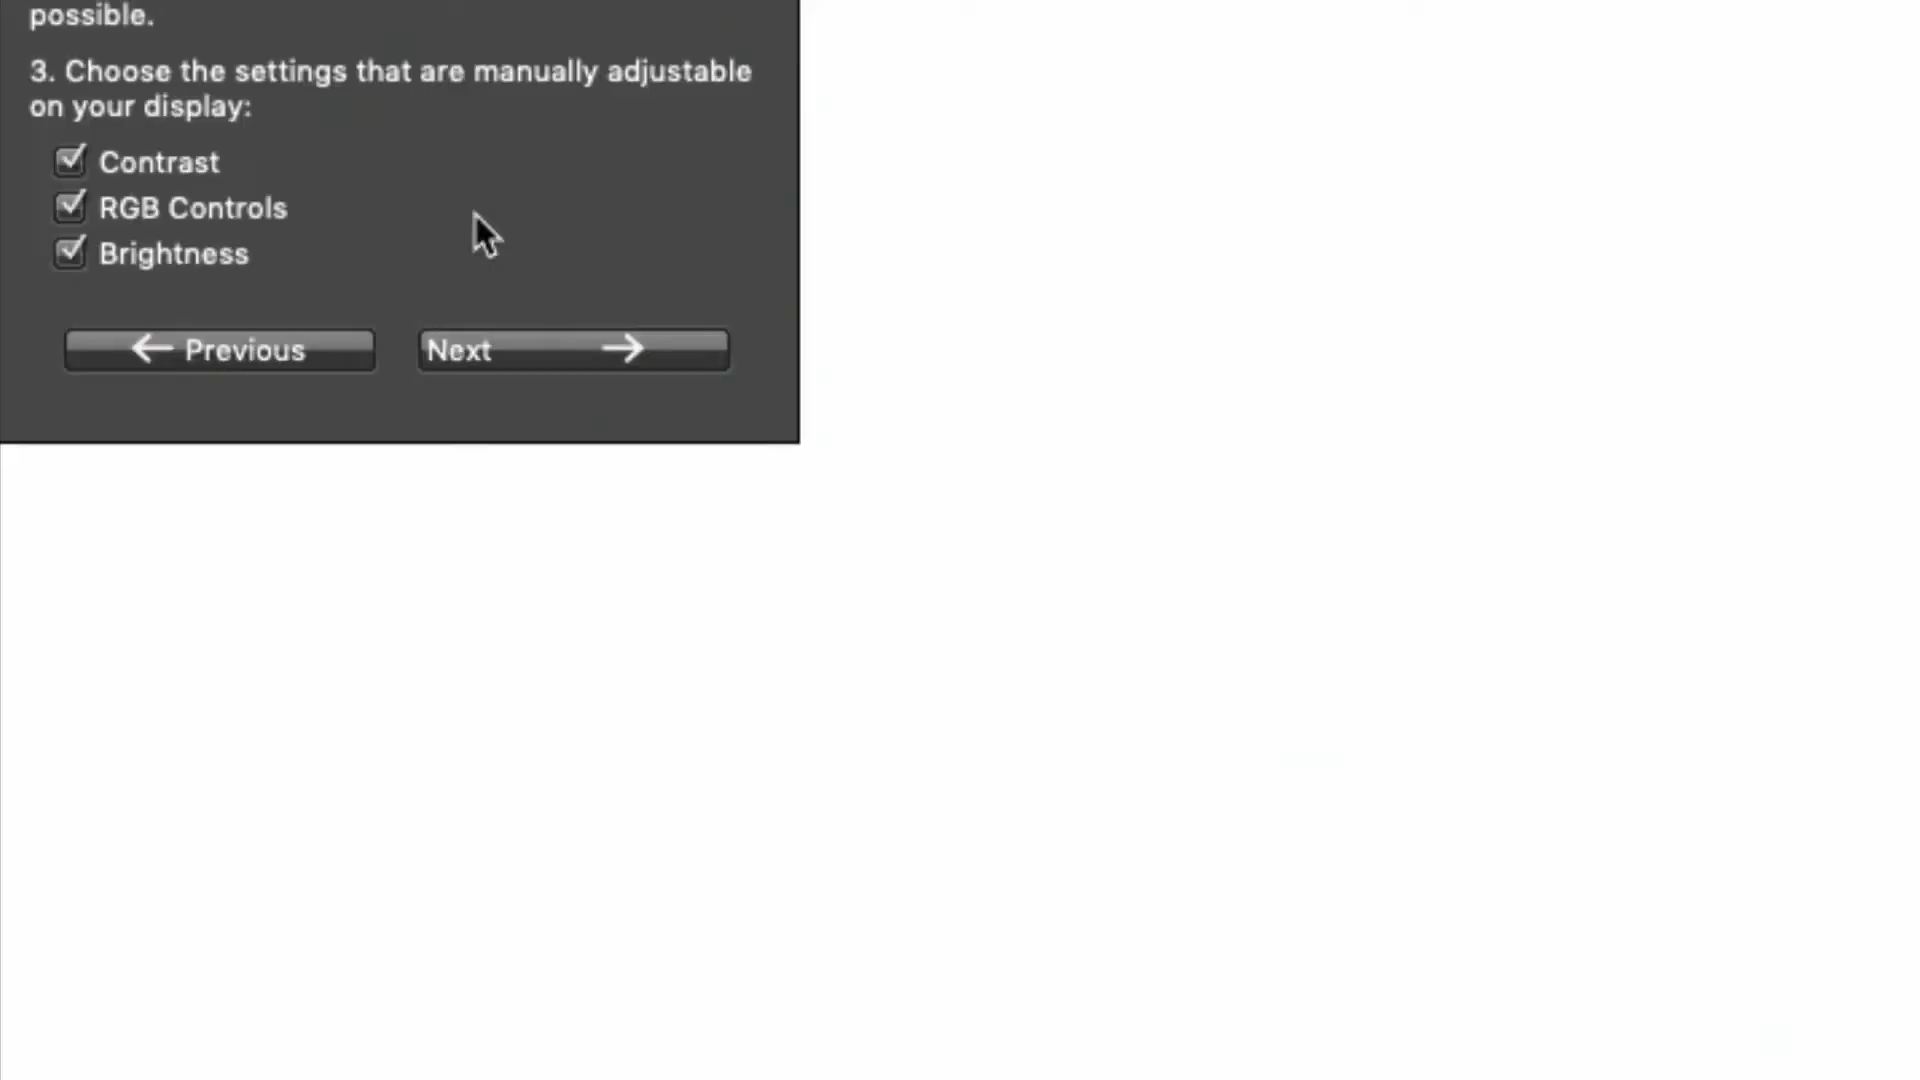 possible.
3. Choose the settings that are manually adjustable
on your display:
Contrast
RGB Controls
Brightness
Previous
Next